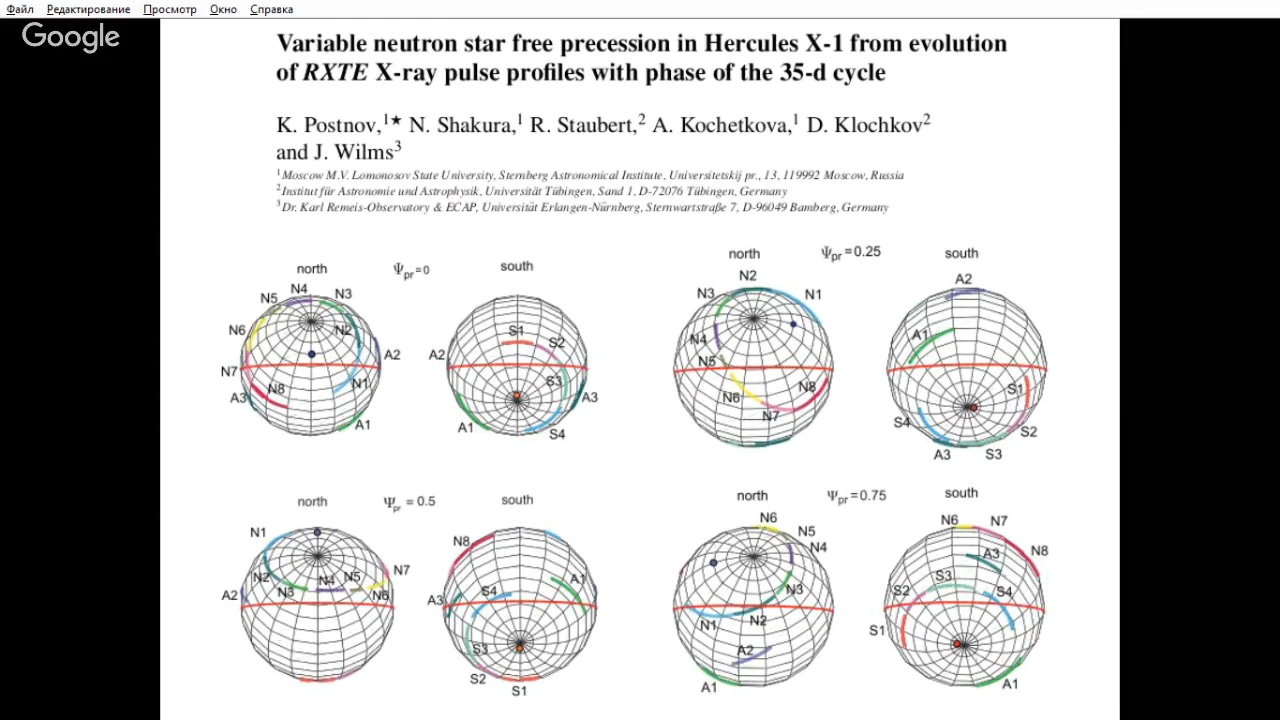 Файл Редактирование Просмотр Окно Справка
Google
Variable neutron star free precession in Hercules X-1 from evolution
of RXTE X-ray pulse profiles with phase of the 35-d cycle
K. Postnov,¹★ N. Shakura,¹ R. Staubert,² A. Kochetkova,¹ D. Klochkov²
and J. Wilms³
¹Moscow M.V. Lomonosov State University, Sternberg Astronomical Institute, Universitetskij pr., 13, 119992 Moscow, Russia
²Institut für Astronomie und Astrophysik, Universität Tübingen, Sand 1, D-72076 Tübingen, Germany
³Dr. Karl Remeis-Observatory & ECAP, Universität Erlangen-Nürnberg, Sternwartstraße 7, D-96049 Bamberg, Germany
north Ψpr=0 south
N5 N4 N3
N6 N2
N7 A2
A3 N8 N1
A1
S1
S2
A2
S3
A3
A1 S4
north Ψpr=0.25 south
N2
N3 N1
N4
N5
N6 N8
N7
A2
A1
S1
S4 S2
A3 S3
north Ψpr = 0.5 south
N1
N2 N4 N5 N7
A2 N3 N6
N8
A1
A3 S4
S3
S2
S1
north Ψpr=0.75 south
N6
N5
N4
N3
N1 N2
A2
A1
N6 N7
A3 N8
S3
S2 S4
S1
A1